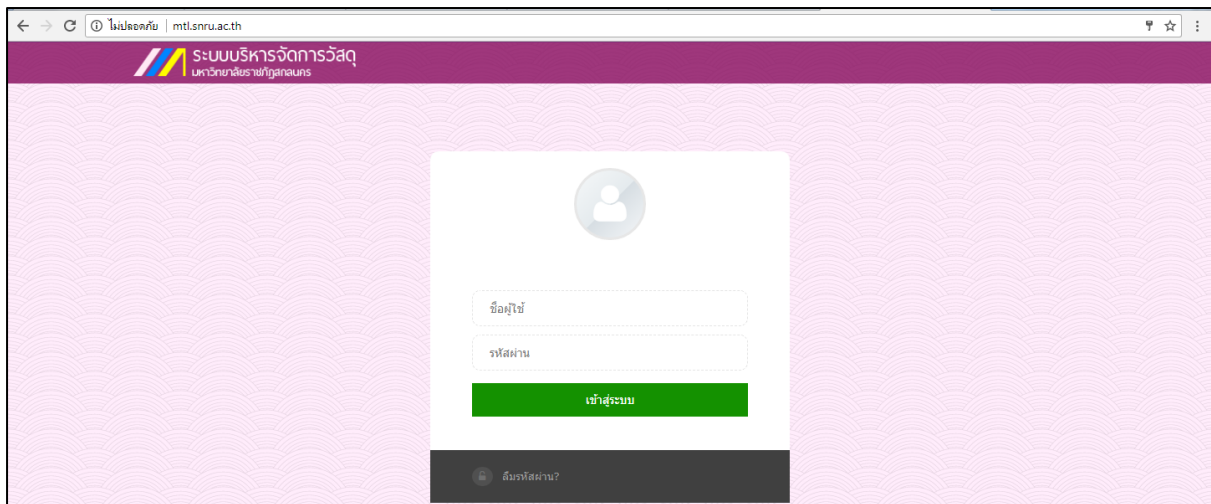 ไม่ปลอดภัย | mtl.snru.ac.th
ระบบบริหารจัดการวัสดุ
มหาวิทยาลัยราชภัฏสกลนคร
ชื่อผู้ใช้
รหัสผ่าน
เข้าสู่ระบบ
ลืมรหัสผ่าน?